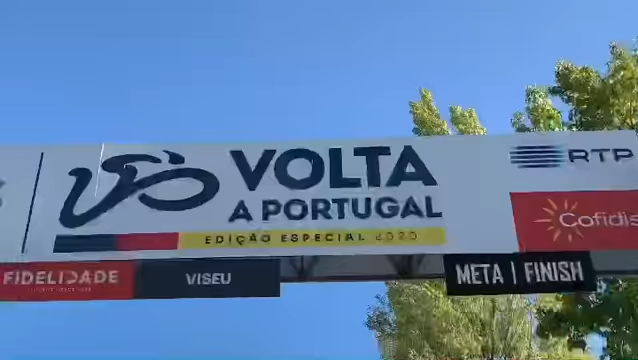 VOLTA
A PORTUGAL
EDIÇÃO ESPECIAL 2020
RTP
Cofidis
FIDELIDADE
VISEU
META | FINISH